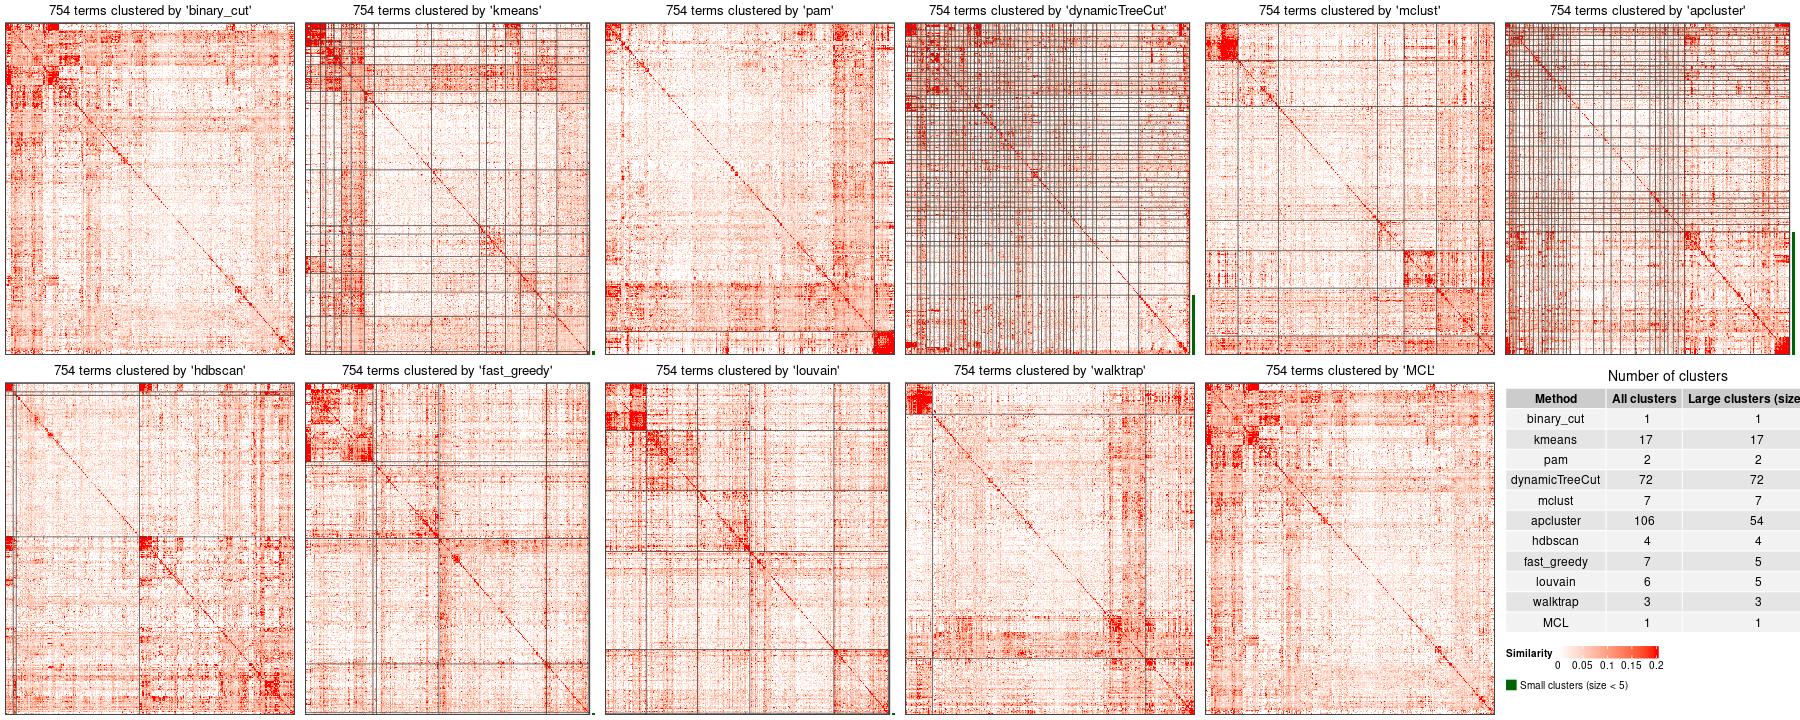 754 terms clustered by 'binary_cut'
754 terms clustered by 'kmeans'
754 terms clustered by 'pam'
754 terms clustered by 'dynamicTreeCut'
754 terms clustered by 'mclust'
754 terms clustered by 'apcluster'
754 terms clustered by 'hdbscan'
754 terms clustered by 'fast_greedy'
754 terms clustered by 'louvain'
754 terms clustered by 'walktrap'
754 terms clustered by 'MCL'
Number of clusters
Method All clusters Large clusters (size
binary_cut 1 1
kmeans 17 17
pam 2 2
dynamicTreeCut 72 72
mclust 7 7
apcluster 106 54
hdbscan 4 4
fast_greedy 7 5
louvain 6 5
walktrap 3 3
MCL 1 1
Similarity
0 0.05 0.1 0.15 0.2
Small clusters (size < 5)